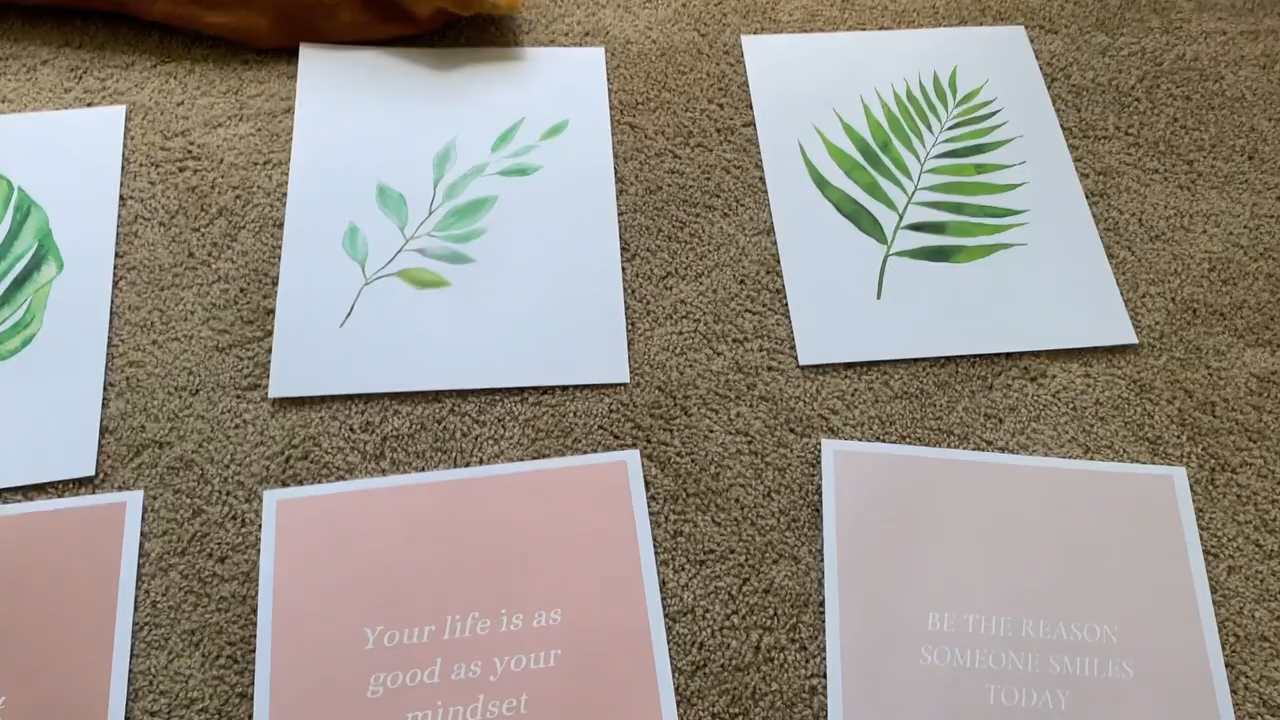 Your life is as
good as your
mindset
BE THE REASON
SOMEONE SMILES
TODAY